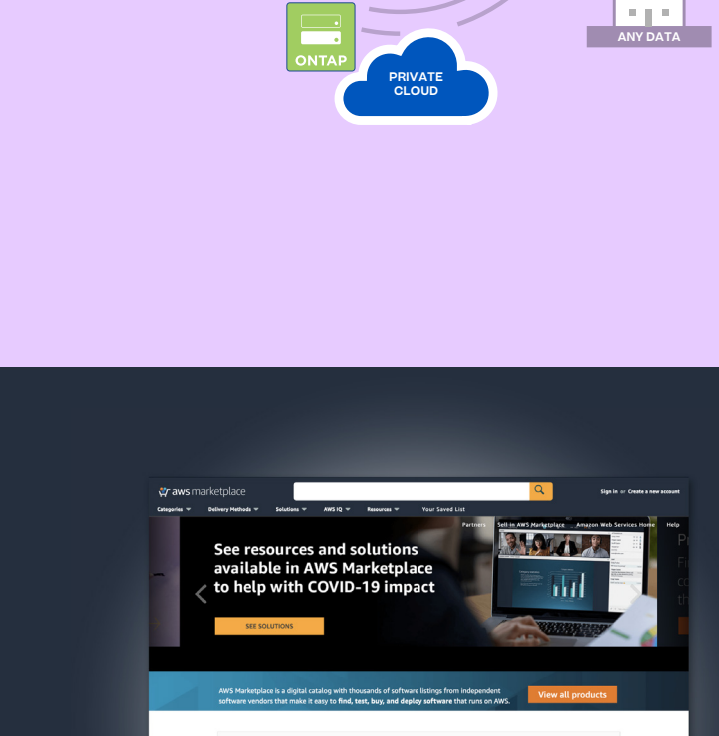 ANY DATA
ONTAP
PRIVATE
CLOUD
aws marketplace
Sign in or Create a new account
Categories Delivery Methods Solutions AWS IQ Resources Your Saved List
Partners Sell in AWS Marketplace Amazon Web Services Home Help
See resources and solutions
available in AWS Marketplace
to help with COVID-19 impact
SEE SOLUTIONS
AWS Marketplace is a digital catalog with thousands of software listings from independent
software vendors that make it easy to find, test, buy, and deploy software that runs on AWS.
View all products